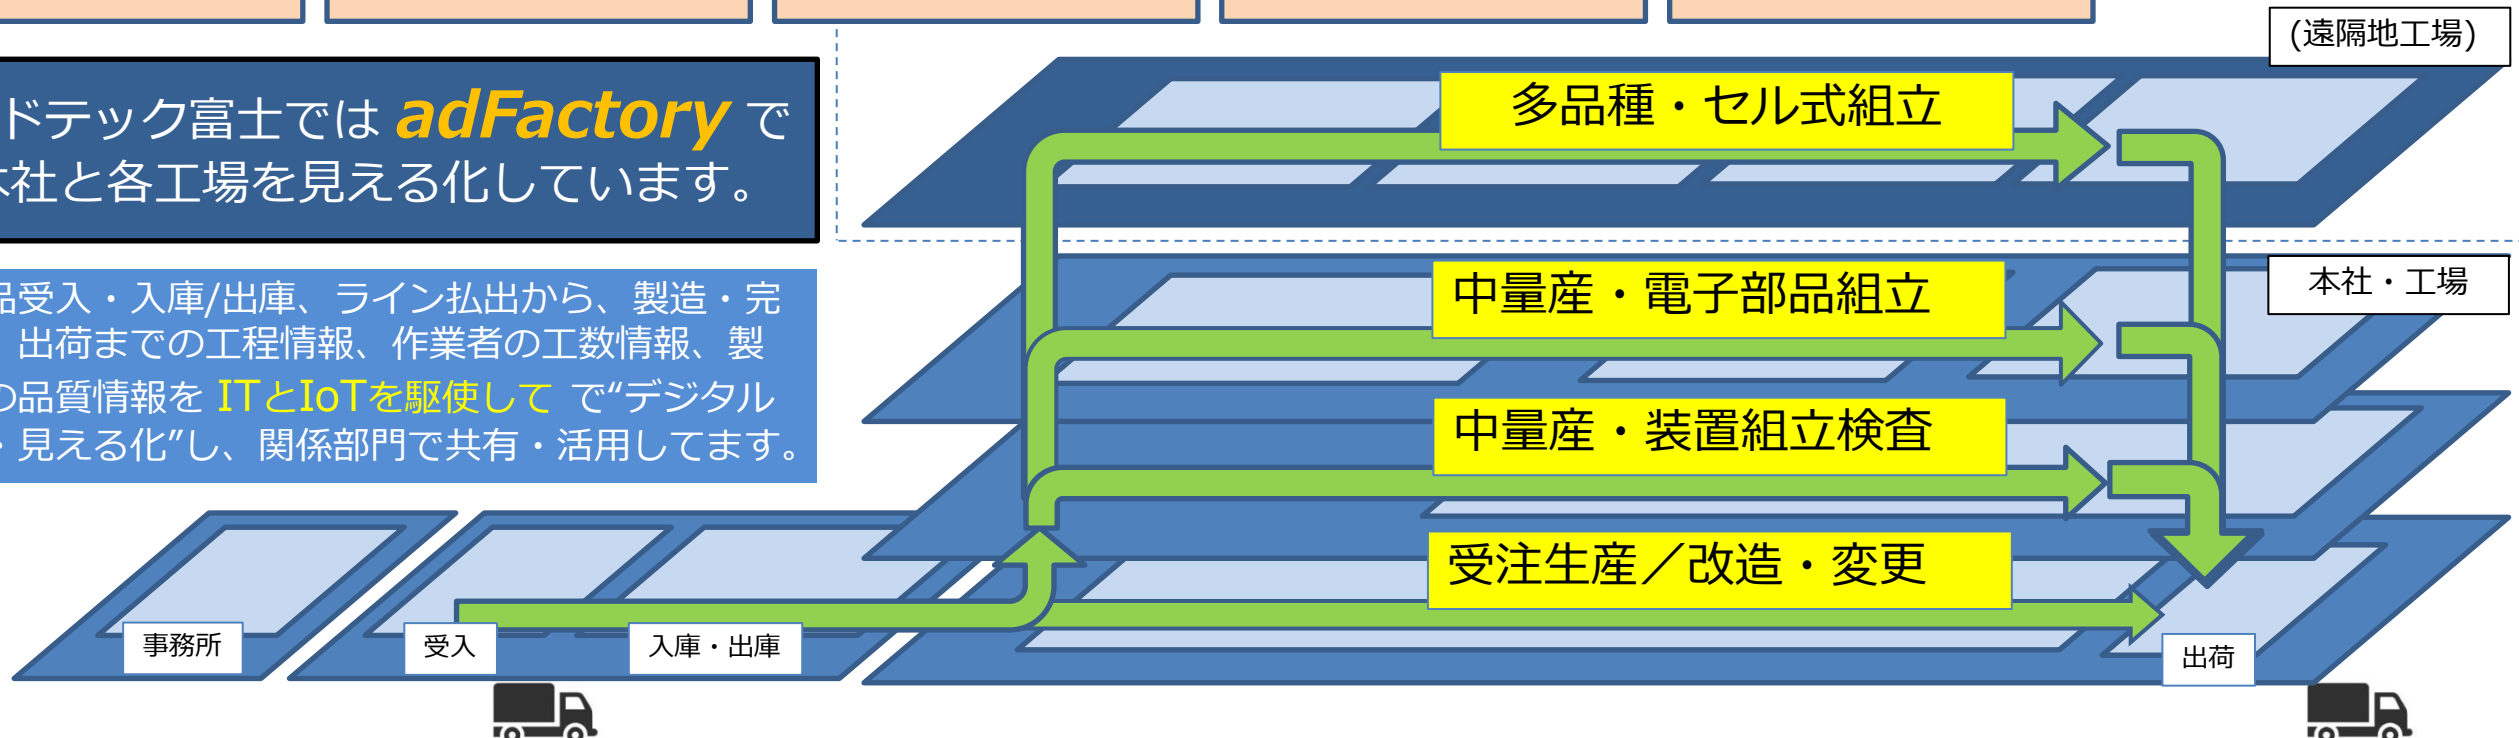 (遠隔地工場)
多品種・セル式組立
ドテック富士では adFactory で
本社と各工場を見える化しています。
本社・工場
中量産・電子部品組立
品受入・入庫/出庫、ライン払出から、製造・完
出荷までの工程情報、作業者の工数情報、製
の品質情報を ITとIoTを駆使して で“デジタル
・見える化”し、関係部門で共有・活用してます。
中量産・装置組立検査
受注生産／改造・変更
事務所
受入
入庫・出庫
出荷